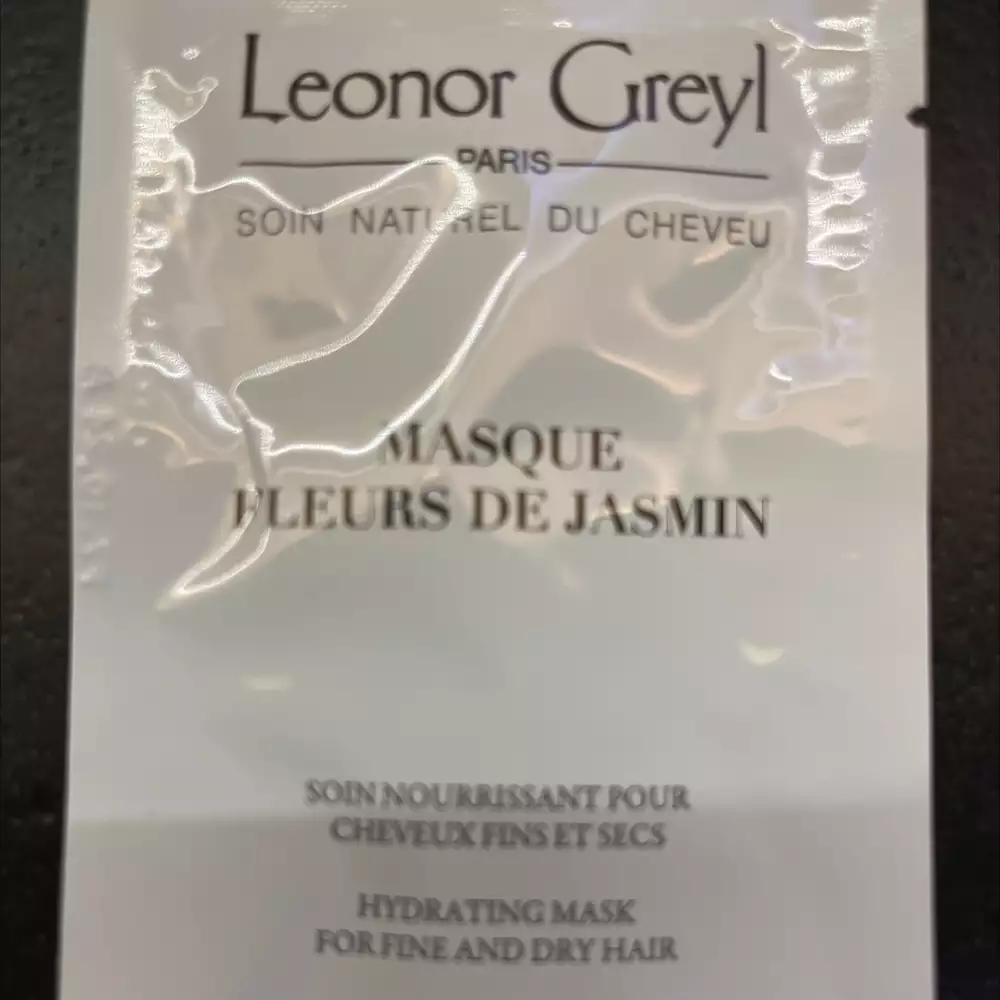 Leonor Greyl
PARIS
SOIN NATUREL DU CHEVEU
MASQUE
FLEURS DE JASMIN
SOIN NOURRISSANT POUR
CHEVEUX FINS ET SECS
HYDRATING MASK
FOR FINE AND DRY HAIR